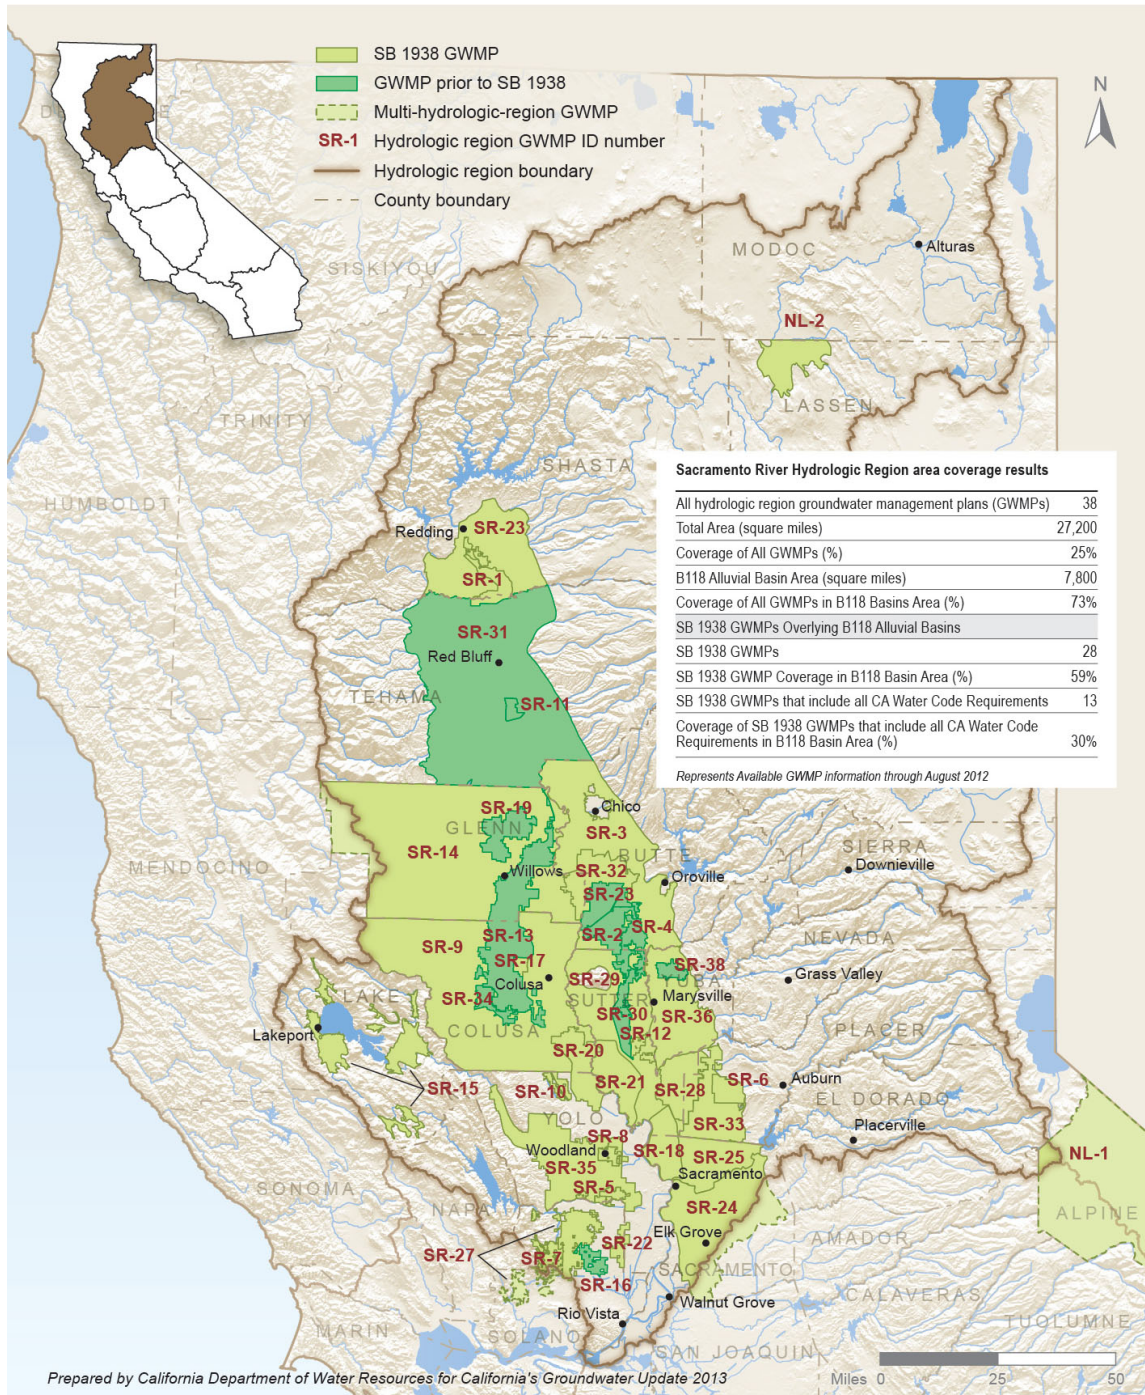 SB 1938 GWMP
GWMP prior to SB 1938
Multi-hydrologic-region GWMP
SR-1 Hydrologic region GWMP ID number
Hydrologic region boundary
County boundary
N
SISKIYOU
MODOC
Alturas
NL-2
LASSEN
TRINITY
SHASTA
HUMBOLDT
Sacramento River Hydrologic Region area coverage results
All hydrologic region groundwater management plans (GWMPs) 38
Total Area (square miles) 27,200
Coverage of All GWMPs (%) 25%
B118 Alluvial Basin Area (square miles) 7,800
Coverage of All GWMPs in B118 Basins Area (%) 73%
SB 1938 GWMPs Overlying B118 Alluvial Basins
SB 1938 GWMPs 28
SB 1938 GWMP Coverage in B118 Basin Area (%) 59%
SB 1938 GWMPs that include all CA Water Code Requirements 13
Coverage of SB 1938 GWMPs that include all CA Water Code
Requirements in B118 Basin Area (%) 30%
Represents Available GWMP information through August 2012
Redding
SR-23
SR-1
SR-31
Red Bluff
TEHAMA
SR-11
SR-19
Chico
GLENN
SR-3
SR-14
BUTTE
SIERRA
Downieville
MENDOCINO
Willows
SR-32
Oroville
SR-23
SR-4
SR-9
SR-13
SR-2
NEVADA
SR-17
SR-38
Colusa
SR-29
YUBA
Grass Valley
LAKE
SR-34
SUTTER
Marysville
SR-30
SR-36
Lakeport
COLUSA
SR-12
PLACER
SR-20
SR-15
SR-10
SR-21
SR-28
SR-6
Auburn
YOLO
EL DORADO
SR-8
SR-33
Placerville
Woodland
SR-18
SR-25
NL-1
SR-35
Sacramento
SONOMA
SR-5
NAPA
SR-24
ALPINE
SR-27
SR-7
SR-22
Elk Grove
AMADOR
SR-16
SACRAMENTO
Walnut Grove
CALAVERAS
Rio Vista
MARIN
SOLANO
SAN JOAQUIN
TUOLUMNE
Prepared by California Department of Water Resources for California's Groundwater Update 2013
Miles 0 25 50